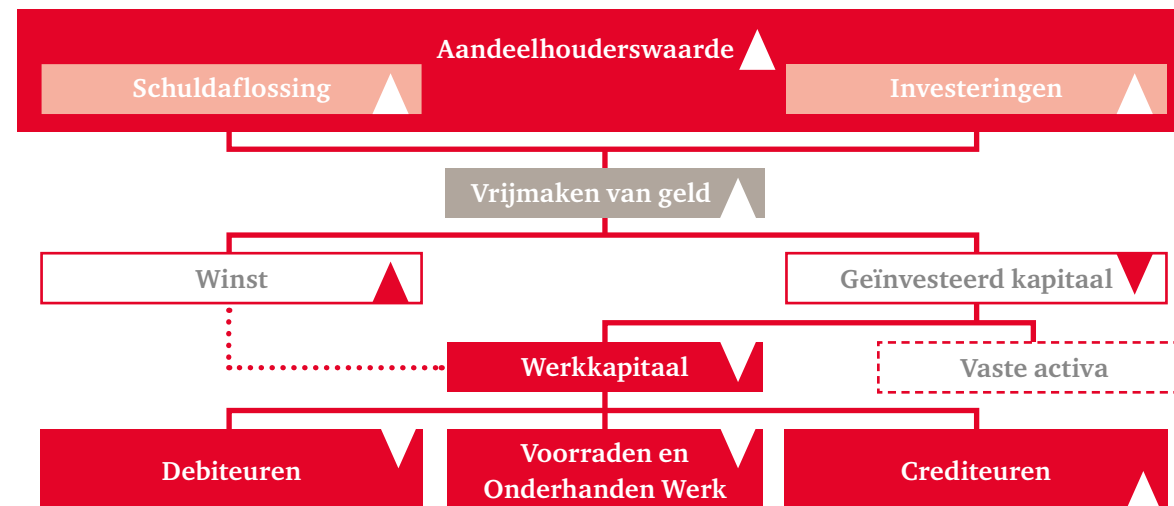 Aandeelhouderswaarde
Schuldaflossing
Investeringen
Vrijmaken van geld
Winst
Geïnvesteerd kapitaal
Werkkapitaal
Vaste activa
Debiteuren
Voorraden en
Onderhanden Werk
Crediteuren